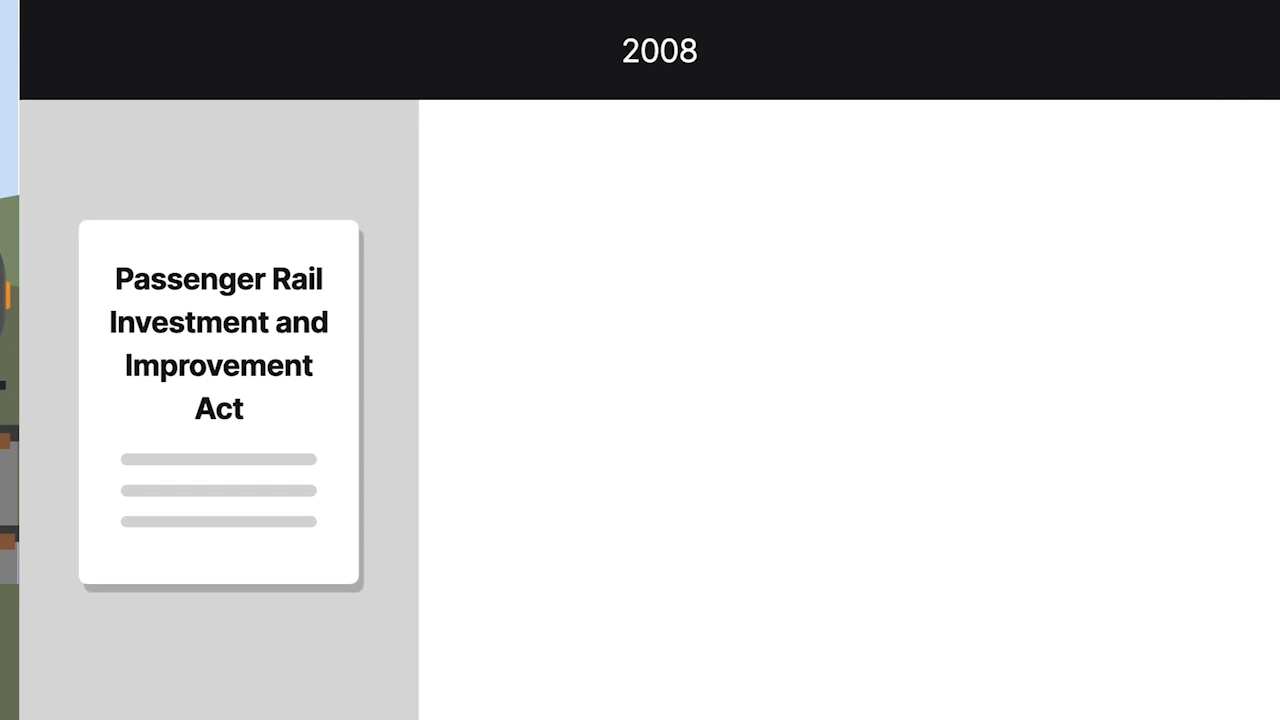 2008
Passenger Rail
Investment and
Improvement
Act